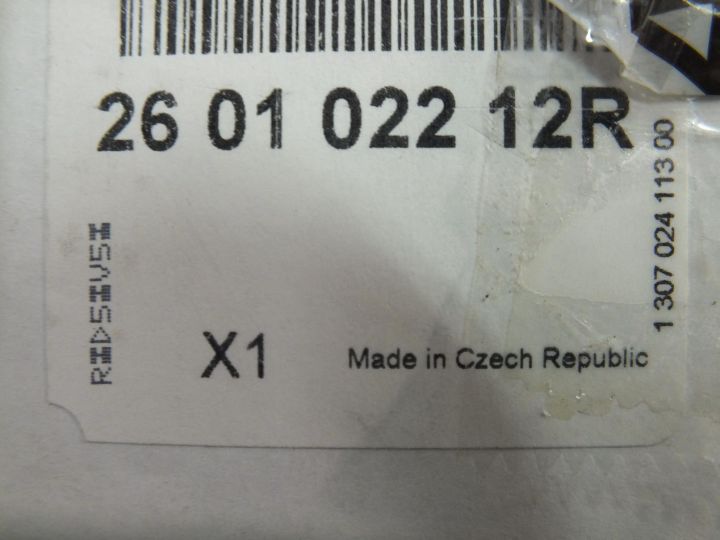 26 01 022 12R
1 307 024 113 00
X1
Made in Czech Republic